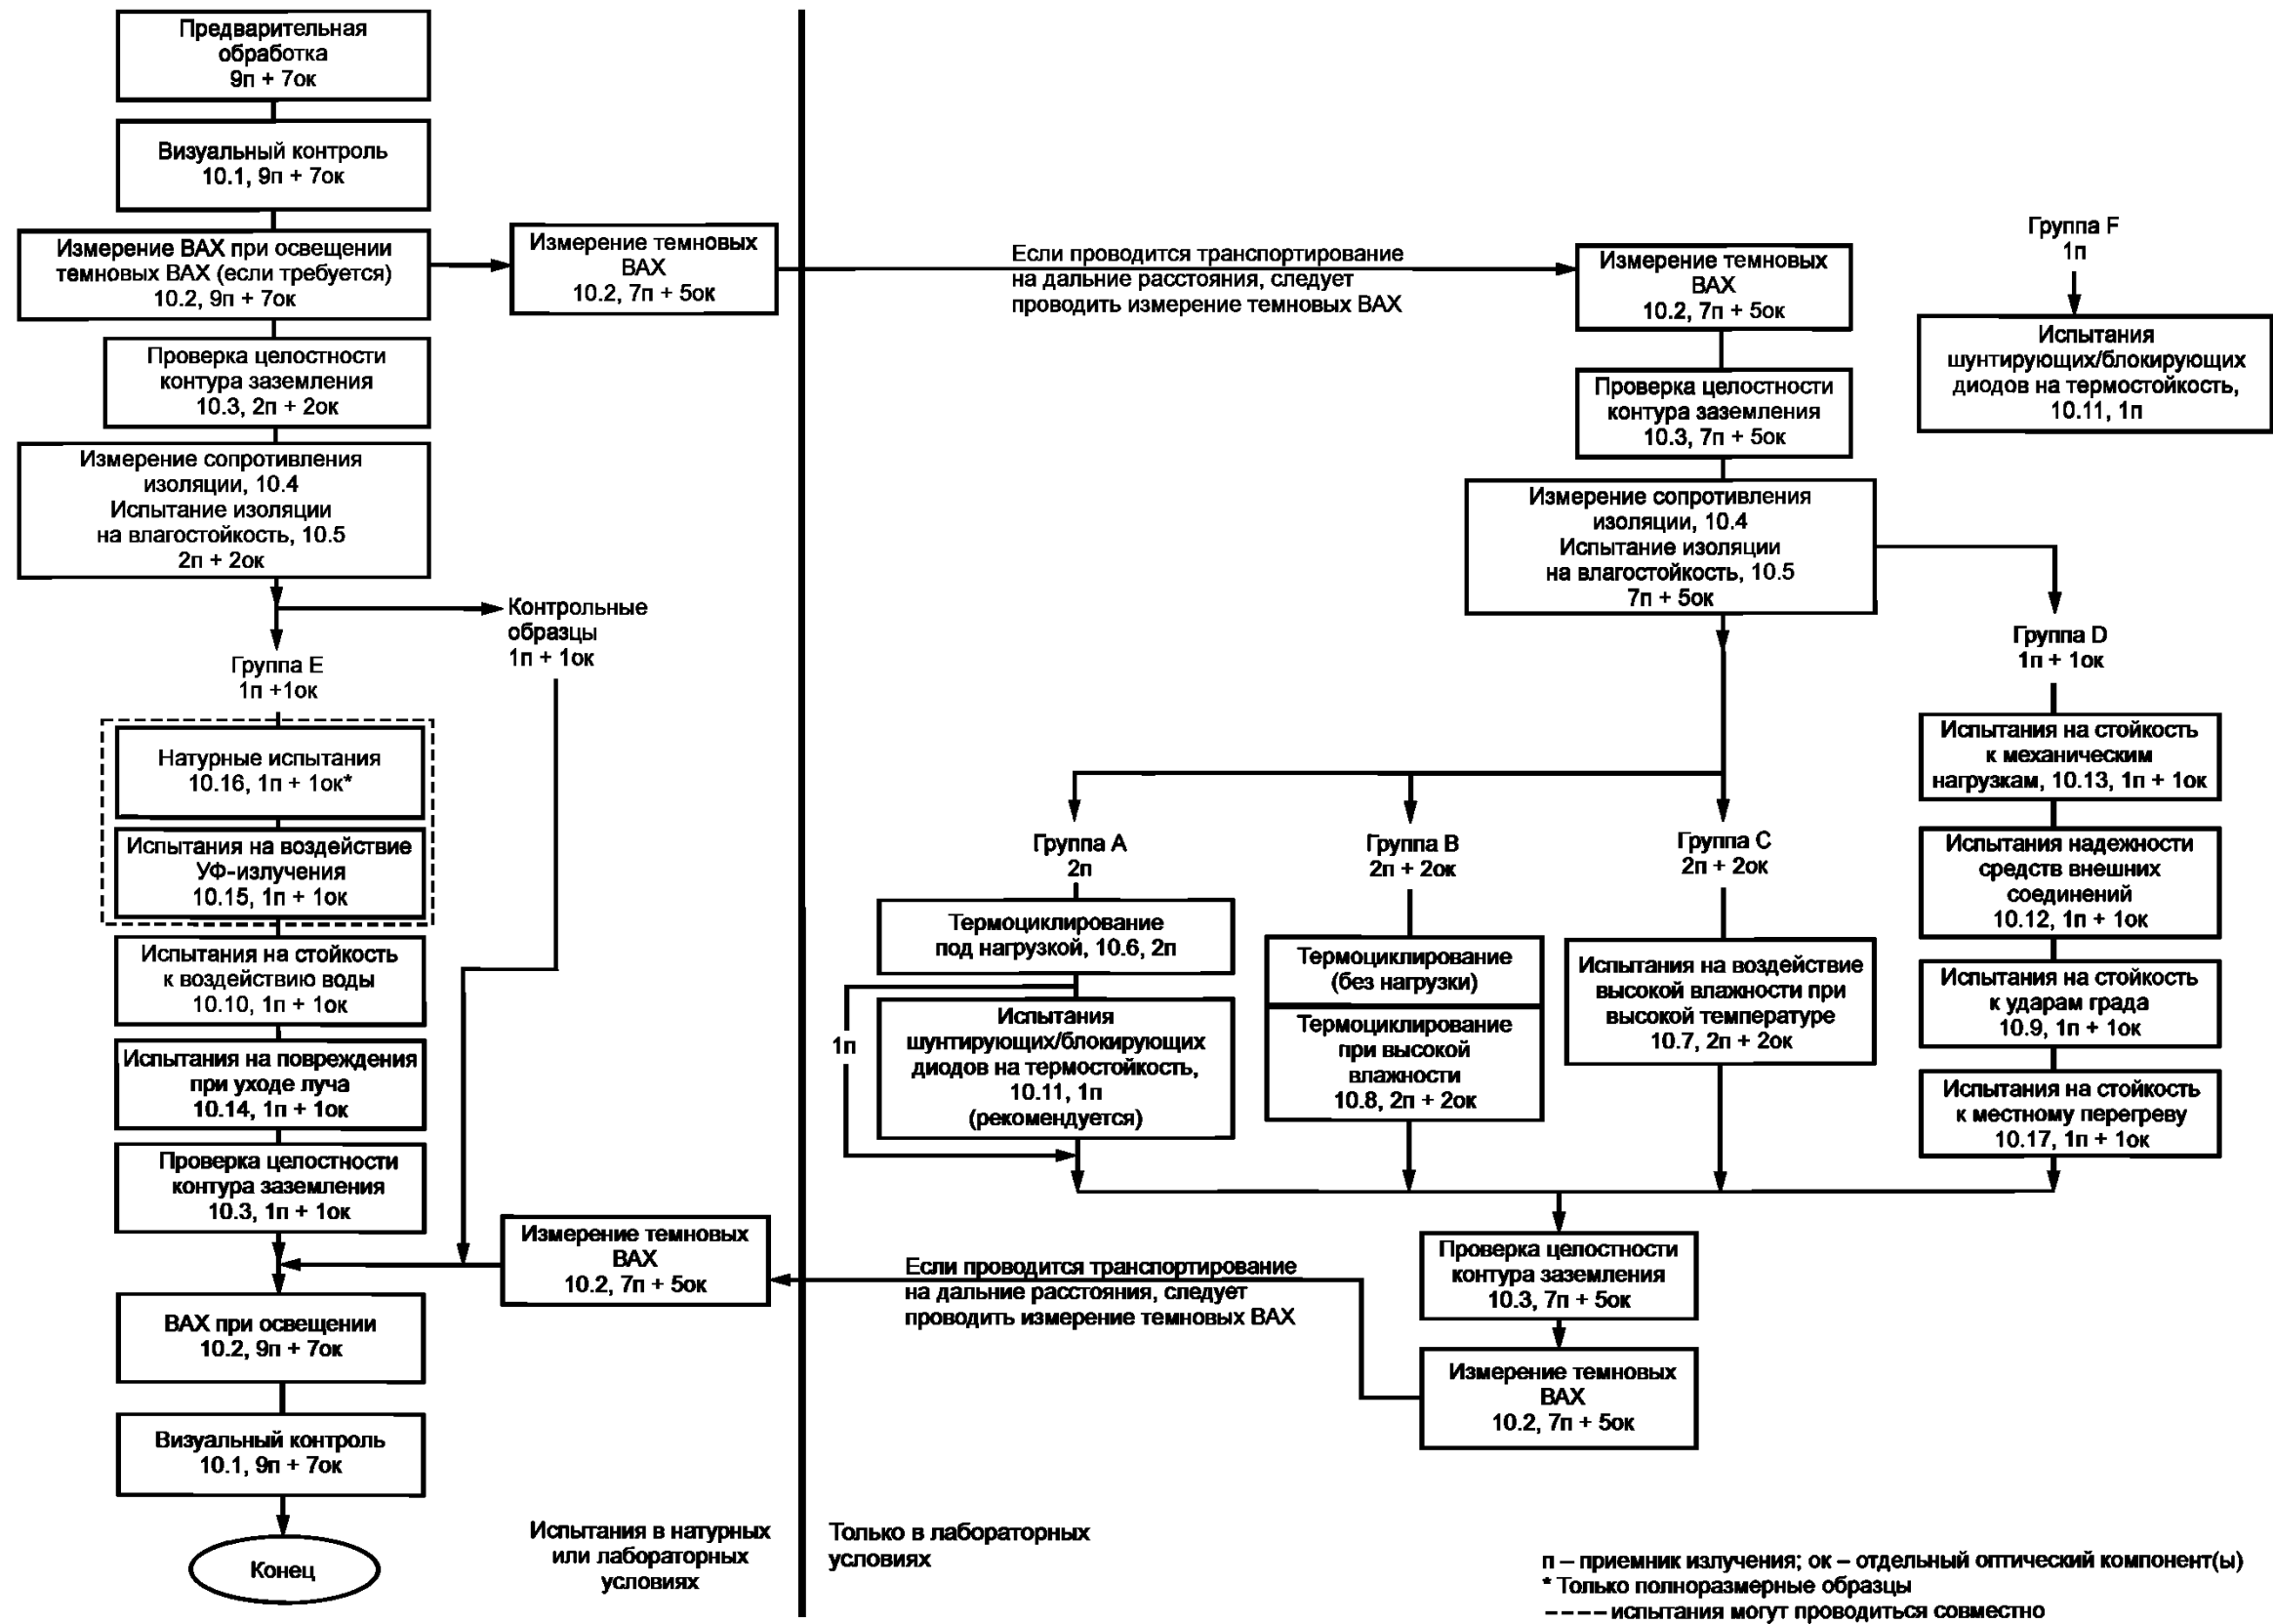 Предварительная
обработка
9п + 7ок
Визуальный контроль
10.1, 9п + 7ок
Измерение ВАХ при освещении
темновых ВАХ (если требуется)
10.2, 9п + 7ок
Измерение темновых
ВАХ
10.2, 7п + 5ок
Проверка целостности
контура заземления
10.3, 2п + 2ок
Измерение сопротивления
изоляции, 10.4
Испытание изоляции
на влагостойкость, 10.5
2п + 2ок
Контрольные
образцы
1п + 1ок
Группа E
1п +1ок
Натурные испытания
10.16, 1п + 1ок*
Испытания на воздействие
УФ-излучения
10.15, 1п + 1ок
Испытания на стойкость
к воздействию воды
10.10, 1п + 1ок
Испытания на повреждения
при уходе луча
10.14, 1п + 1ок
Проверка целостности
контура заземления
10.3, 1п + 1ок
Измерение темновых
ВАХ
10.2, 7п + 5ок
ВАХ при освещении
10.2, 9п + 7ок
Визуальный контроль
10.1, 9п + 7ок
Конец
Испытания в натурных
или лабораторных
условиях
Если проводится транспортирование
на дальние расстояния, следует
проводить измерение темновых ВАХ
Измерение темновых
ВАХ
10.2, 7п + 5ок
Проверка целостности
контура заземления
10.3, 7п + 5ок
Измерение сопротивления
изоляции, 10.4
Испытание изоляции
на влагостойкость, 10.5
7п + 5ок
Группа F
1п
Испытания
шунтирующих/блокирующих
диодов на термостойкость,
10.11, 1п
Группа A
2п
Термоциклирование
под нагрузкой, 10.6, 2п
1п
Испытания
шунтирующих/блокирующих
диодов на термостойкость,
10.11, 1п
(рекомендуется)
Группа B
2п + 2ок
Термоциклирование
(без нагрузки)
Термоциклирование
при высокой
влажности
10.8, 2п + 2ок
Группа C
2п + 2ок
Испытания на воздействие
высокой влажности при
высокой температуре
10.7, 2п + 2ок
Группа D
1п + 1ок
Испытания на стойкость
к механическим
нагрузкам, 10.13, 1п + 1ок
Испытания надежности
средств внешних
соединений
10.12, 1п + 1ок
Испытания на стойкость
к ударам града
10.9, 1п + 1ок
Испытания на стойкость
к местному перегреву
10.17, 1п + 1ок
Проверка целостности
контура заземления
10.3, 7п + 5ок
Измерение темновых
ВАХ
10.2, 7п + 5ок
Если проводится транспортирование
на дальние расстояния, следует
проводить измерение темновых ВАХ
Только в лабораторных
условиях
п – приемник излучения; ок – отдельный оптический компонент(ы)
* Только полноразмерные образцы
---- испытания могут проводиться совместно